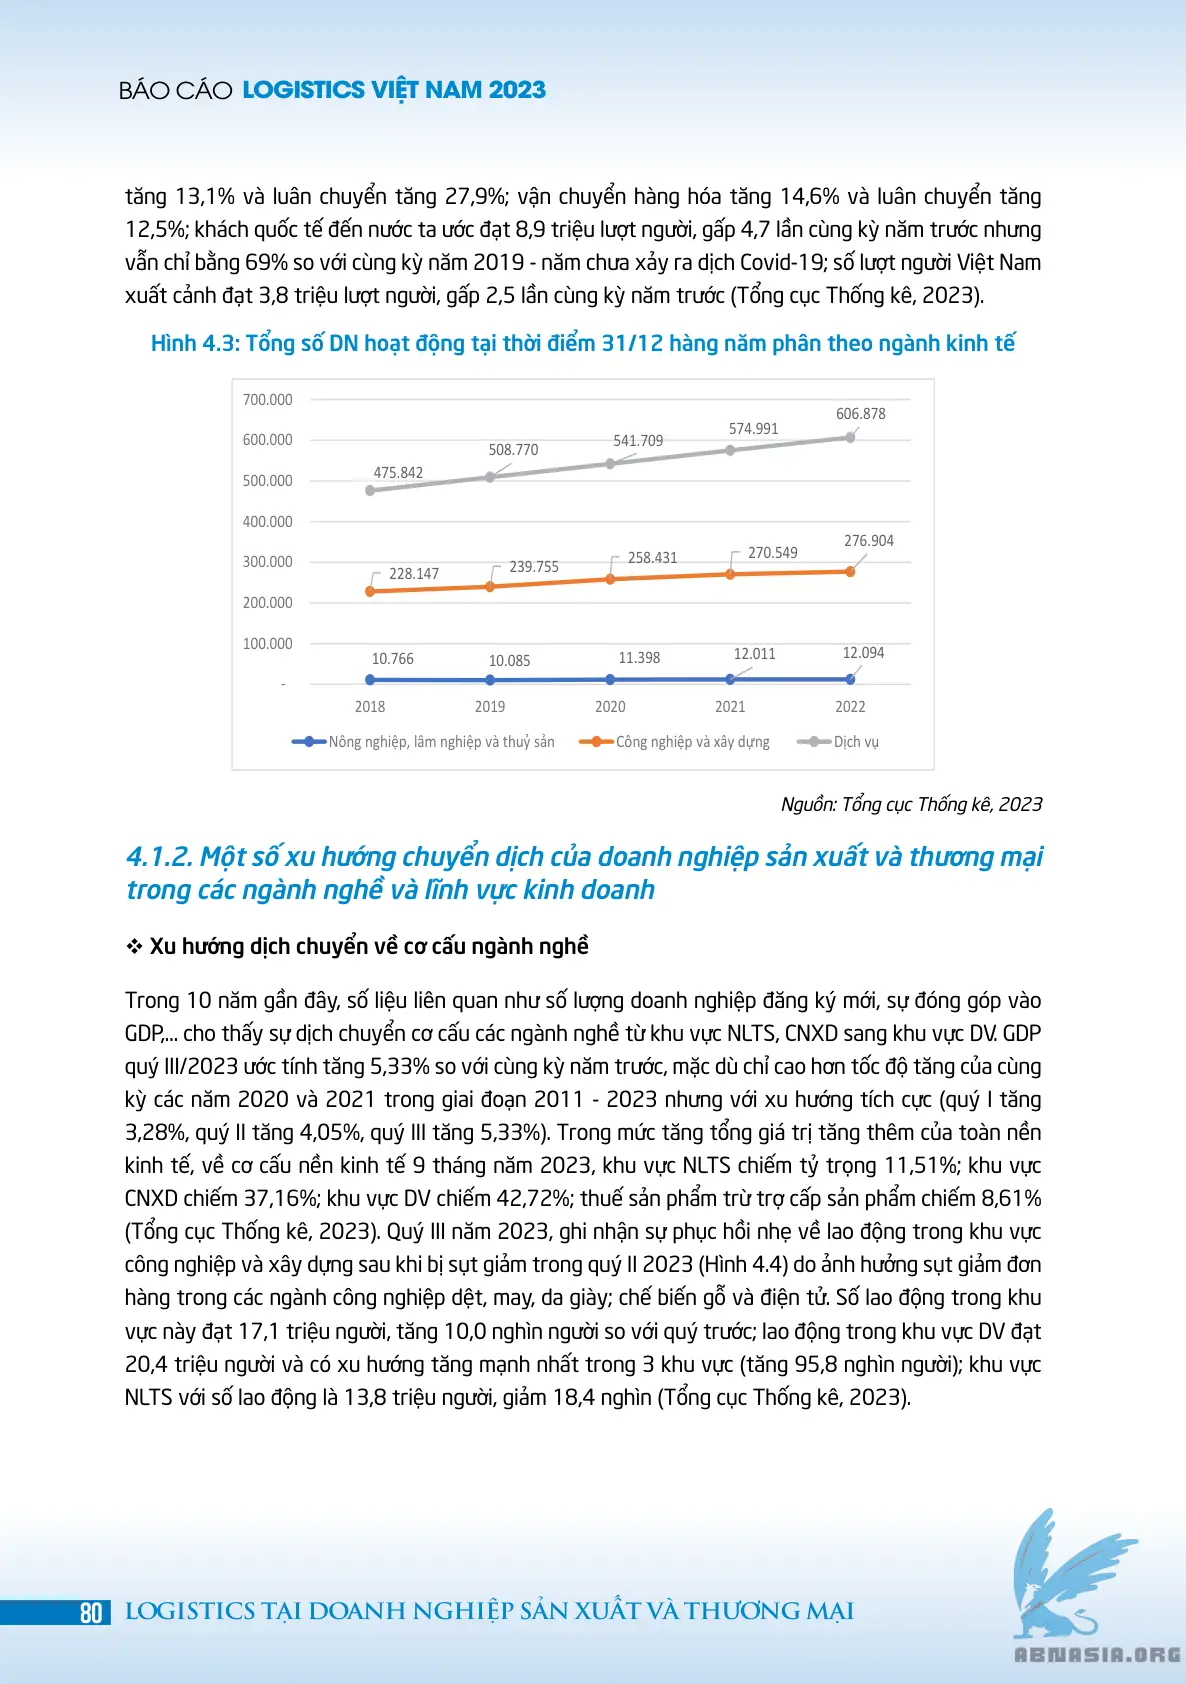 BÁO CÁO LOGISTICS VIỆT NAM 2023
tăng 13,1% và luân chuyển tăng 27,9%; vận chuyển hàng hóa tăng 14,6% và luân chuyển tăng
12,5%; khách quốc tế đến nước ta ước đạt 8,9 triệu lượt người, gấp 4,7 lần cùng kỳ năm trước nhưng
vẫn chỉ bằng 69% so với cùng kỳ năm 2019 - năm chưa xảy ra dịch Covid-19; số lượt người Việt Nam
xuất cảnh đạt 3,8 triệu lượt người, gấp 2,5 lần cùng kỳ năm trước (Tổng cục Thống kê, 2023).
Hình 4.3: Tổng số DN hoạt động tại thời điểm 31/12 hàng năm phân theo ngành kinh tế
700.000
600.000
500.000
400.000
300.000
200.000
100.000
-
475.842 508.770 541.709 574.991 606.878
228.147 239.755 258.431 270.549 276.904
10.766 10.085 11.398 12.011 12.094
2018 2019 2020 2021 2022
Nông nghiệp, lâm nghiệp và thuỷ sản Công nghiệp và xây dựng Dịch vụ
Nguồn: Tổng cục Thống kê, 2023
4.1.2. Một số xu hướng chuyển dịch của doanh nghiệp sản xuất và thương mại
trong các ngành nghề và lĩnh vực kinh doanh
❖ Xu hướng dịch chuyển về cơ cấu ngành nghề
Trong 10 năm gần đây, số liệu liên quan như số lượng doanh nghiệp đăng ký mới, sự đóng góp vào
GDP,... cho thấy sự dịch chuyển cơ cấu các ngành nghề từ khu vực NLTS, CNXD sang khu vực DV. GDP
quý III/2023 ước tính tăng 5,33% so với cùng kỳ năm trước, mặc dù chỉ cao hơn tốc độ tăng của cùng
kỳ các năm 2020 và 2021 trong giai đoạn 2011 - 2023 nhưng với xu hướng tích cực (quý I tăng
3,28%, quý II tăng 4,05%, quý III tăng 5,33%). Trong mức tăng tổng giá trị tăng thêm của toàn nền
kinh tế, về cơ cấu nền kinh tế 9 tháng năm 2023, khu vực NLTS chiếm tỷ trọng 11,51%; khu vực
CNXD chiếm 37,16%; khu vực DV chiếm 42,72%; thuế sản phẩm trừ trợ cấp sản phẩm chiếm 8,61%
(Tổng cục Thống kê, 2023). Quý III năm 2023, ghi nhận sự phục hồi nhẹ về lao động trong khu vực
công nghiệp và xây dựng sau khi bị sụt giảm trong quý II 2023 (Hình 4.4) do ảnh hưởng sụt giảm đơn
hàng trong các ngành công nghiệp dệt, may, da giày; chế biến gỗ và điện tử. Số lao động trong khu
vực này đạt 17,1 triệu người, tăng 10,0 nghìn người so với quý trước; lao động trong khu vực DV đạt
20,4 triệu người và có xu hướng tăng mạnh nhất trong 3 khu vực (tăng 95,8 nghìn người); khu vực
NLTS với số lao động là 13,8 triệu người, giảm 18,4 nghìn (Tổng cục Thống kê, 2023).
80 LOGISTICS TẠI DOANH NGHIỆP SẢN XUẤT VÀ THƯƠNG MẠI
ABNASIA.ORG